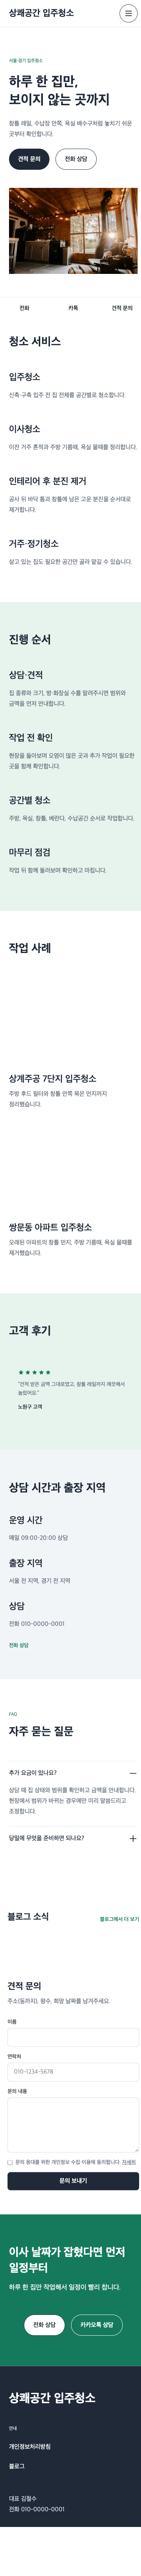 상쾌공간 입주청소
서울·경기 입주청소
하루 한 집만,
보이지 않는 곳까지
창틀 레일, 수납장 안쪽, 욕실 배수구처럼 놓치기 쉬운
곳부터 확인합니다.
견적 문의
전화 상담
전화
카톡
견적 문의
청소 서비스
입주청소
신축·구축 입주 전 집 전체를 공간별로 청소합니다.
이사청소
이전 거주 흔적과 주방 기름때, 욕실 물때를 정리합니다.
인테리어 후 분진 제거
공사 뒤 바닥 틈과 창틀에 남은 고운 분진을 순서대로
제거합니다.
거주·정기청소
살고 있는 집도 필요한 공간만 골라 맡길 수 있습니다.
진행 순서
상담·견적
집 종류와 크기, 방·화장실 수를 알려주시면 범위와
금액을 먼저 안내합니다.
작업 전 확인
현장을 돌아보며 오염이 많은 곳과 추가 작업이 필요한
곳을 함께 확인합니다.
공간별 청소
주방, 욕실, 창틀, 베란다, 수납공간 순서로 작업합니다.
마무리 점검
작업 뒤 함께 둘러보며 확인하고 마칩니다.
작업 사례
상계주공 7단지 입주청소
주방 후드 필터와 창틀 안쪽 묵은 먼지까지
정리했습니다.
쌍문동 아파트 입주청소
오래된 아파트의 창틀 먼지, 주방 기름때, 욕실 물때를
제거했습니다.
고객 후기
★★★★★
"견적 받은 금액 그대로였고, 창틀 레일까지 깨끗해서
놀랐어요."
노원구 고객
상담 시간과 출장 지역
운영 시간
매일 09:00-20:00 상담
출장 지역
서울 전 지역, 경기 전 지역
상담
전화 010-0000-0001
전화 상담
FAQ
자주 묻는 질문
추가 요금이 있나요?
상담 때 집 상태와 범위를 확인하고 금액을 안내합니다.
현장에서 범위가 바뀌는 경우에만 미리 말씀드리고
조정합니다.
당일에 무엇을 준비하면 되나요?
블로그 소식
블로그에서 더 보기
견적 문의
주소(동까지), 평수, 희망 날짜를 남겨주세요.
이름
연락처
010-1234-5678
문의 내용
문의 응대를 위한 개인정보 수집·이용에 동의합니다. 자세히
문의 보내기
이사 날짜가 잡혔다면 먼저
일정부터
하루 한 집만 작업해서 일정이 빨리 찹니다.
전화 상담
카카오톡 상담
상쾌공간 입주청소
안내
개인정보처리방침
블로그
대표 김철수
전화 010-0000-0001